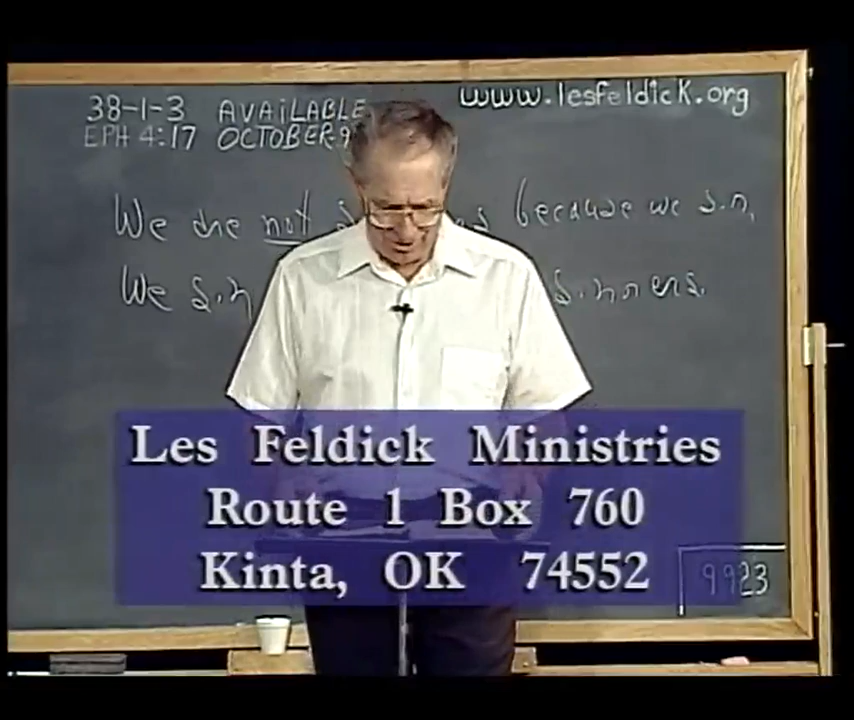 38-1-3 AVAILABLE www.lesfeldick.org
EPH 4:17 OCTOBER 9
We are not because we sin,
We sin sinners.
Les Feldick Ministries
Route 1 Box 760
Kinta, OK 74552
9923